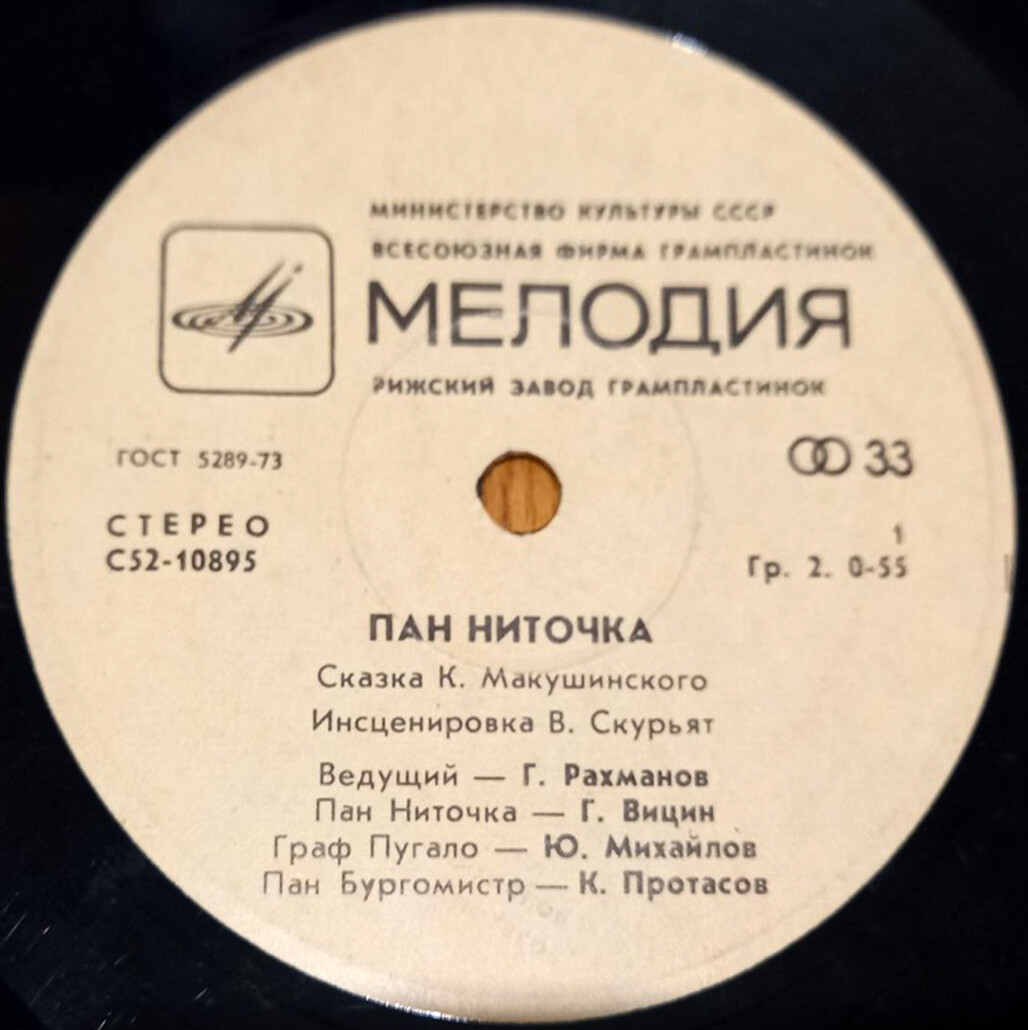 МИНИСТЕРСТВО КУЛЬТУРЫ СССР
ВСЕСОЮЗНАЯ ФИРМА ГРАМПЛАСТИНОК
МЕЛОДИЯ
РИЖСКИЙ ЗАВОД ГРАМПЛАСТИНОК
ГОСТ 5289-73
33
СТЕРЕО
С52-10895
1
Гр. 2. 0-55
ПАН НИТОЧКА
Сказка К. Макушинского
Инсценировка В. Скурьят
Ведущий — Г. Рахманов
Пан Ниточка — Г. Вицин
Граф Пугало — Ю. Михайлов
Пан Бургомистр — К. Протасов